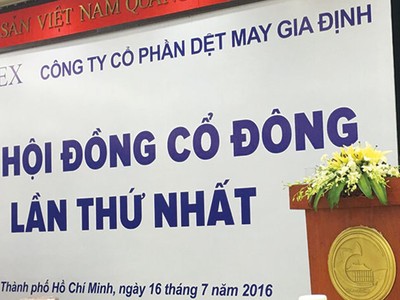 SẢN VIỆT NAM QUANG
EX CÔNG TY CỔ PHẦN DỆT MAY GIA ĐỊNH
HỘI ĐỒNG CỔ ĐÔNG
LẦN THỨ NHẤT
Thành phố Hồ Chí Minh, ngày 16 tháng 7 năm 2016